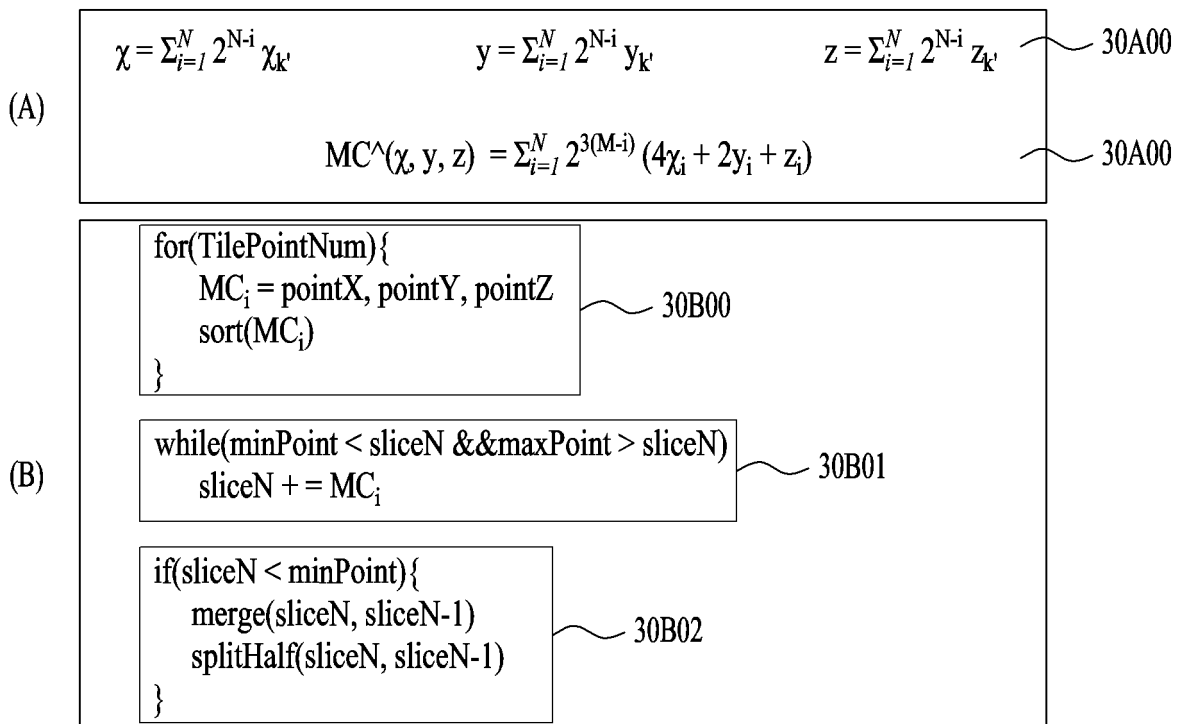 χ = Σ_{i=1}^{N} 2^{N-i} χ_{k'} y = Σ_{i=1}^{N} 2^{N-i} y_{k'} z = Σ_{i=1}^{N} 2^{N-i} z_{k'} 30A00
(A)
MC^(χ, y, z) = Σ_{i=1}^{N} 2^{3(M-i)} (4χ_i + 2y_i + z_i) 30A00
for(TilePointNum){
MC_i = pointX, pointY, pointZ
30B00
sort(MC_i)
}
while(minPoint < sliceN &&maxPoint > sliceN)
(B)
30B01
sliceN + = MC_i
if(sliceN < minPoint){
merge(sliceN, sliceN-1)
30B02
splitHalf(sliceN, sliceN-1)
}